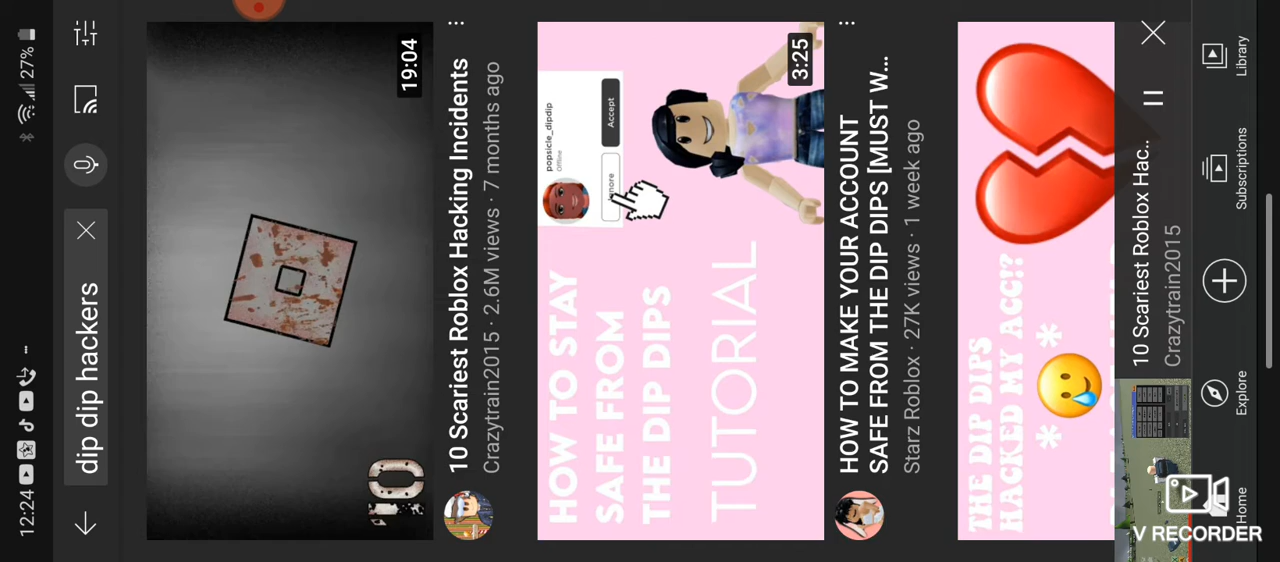 12:24
27%
dip dip hackers
10
19:04
10 Scariest Roblox Hacking Incidents
Crazytrain2015 · 2.6M views · 7 months ago
HOW TO STAY
SAFE FROM
THE DIP DIPS
TUTORIAL
popsicle_dipdip
Offline
Ignore
Accept
3:25
HOW TO MAKE YOUR ACCOUNT
SAFE FROM THE DIP DIPS [MUST W...
Starz Roblox · 27K views · 1 week ago
THE DIP DIPS
HACKED MY ACC!?
10 Scariest Roblox Hac..
Crazytrain2015
Home
Explore
Subscriptions
Library
V RECORDER